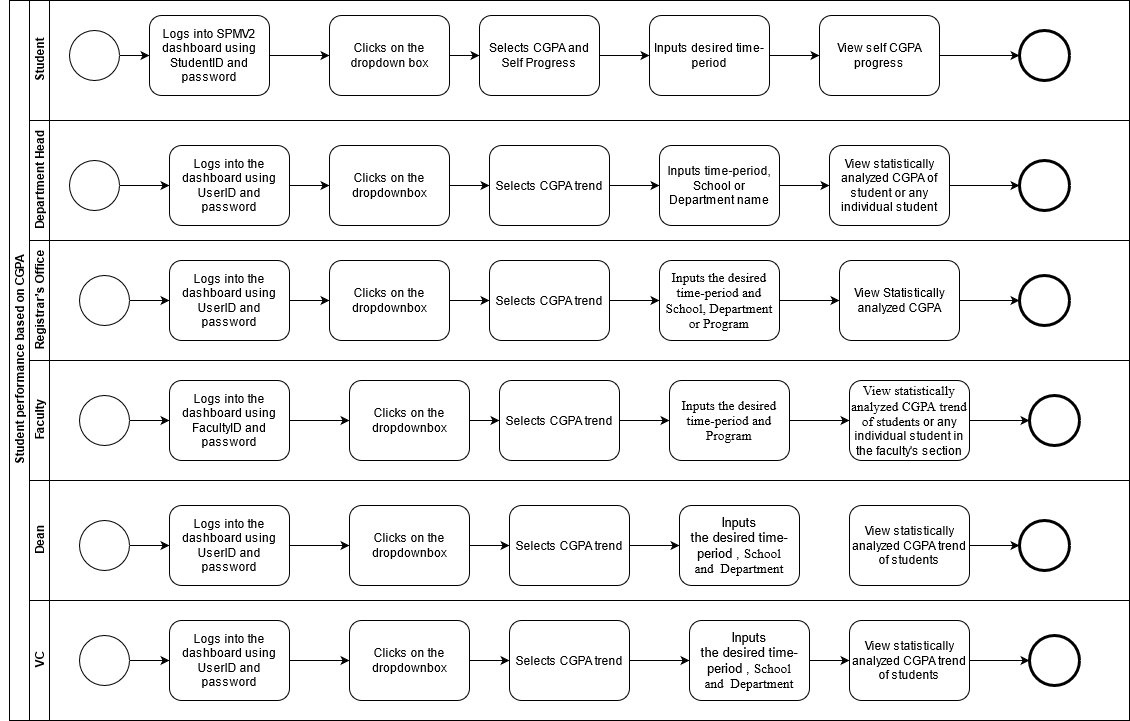 Student performance based on CGPA
Student
Logs into SPMV2
dashboard using
StudentID and
password
Clicks on the
dropdown box
Selects CGPA and
Self Progress
Inputs desired time-
period
View self CGPA
progress
Department Head
Logs into the
dashboard using
UserID and
password
Clicks on the
dropdownbox
Selects CGPA trend
Inputs time-period,
School or
Department name
View statistically
analyzed CGPA of
student or any
individual student
Registrar's Office
Logs into the
dashboard using
UserID and
password
Clicks on the
dropdownbox
Selects CGPA trend
Inputs the desired
time-period and
School, Department
or Program
View Statistically
analyzed CGPA
Faculty
Logs into the
dashboard using
FacultyID and
password
Clicks on the
dropdownbox
Selects CGPA trend
Inputs the desired
time-period and
Program
View statistically
analyzed CGPA trend
of students or any
individual student in
the faculty's section
Dean
Logs into the
dashboard using
UserID and
password
Clicks on the
dropdownbox
Selects CGPA trend
Inputs
the desired time-
period , School
and Department
View statistically
analyzed CGPA trend
of students
VC
Logs into the
dashboard using
UserID and
password
Clicks on the
dropdownbox
Selects CGPA trend
Inputs
the desired time-
period , School
and Department
View statistically
analyzed CGPA trend
of students